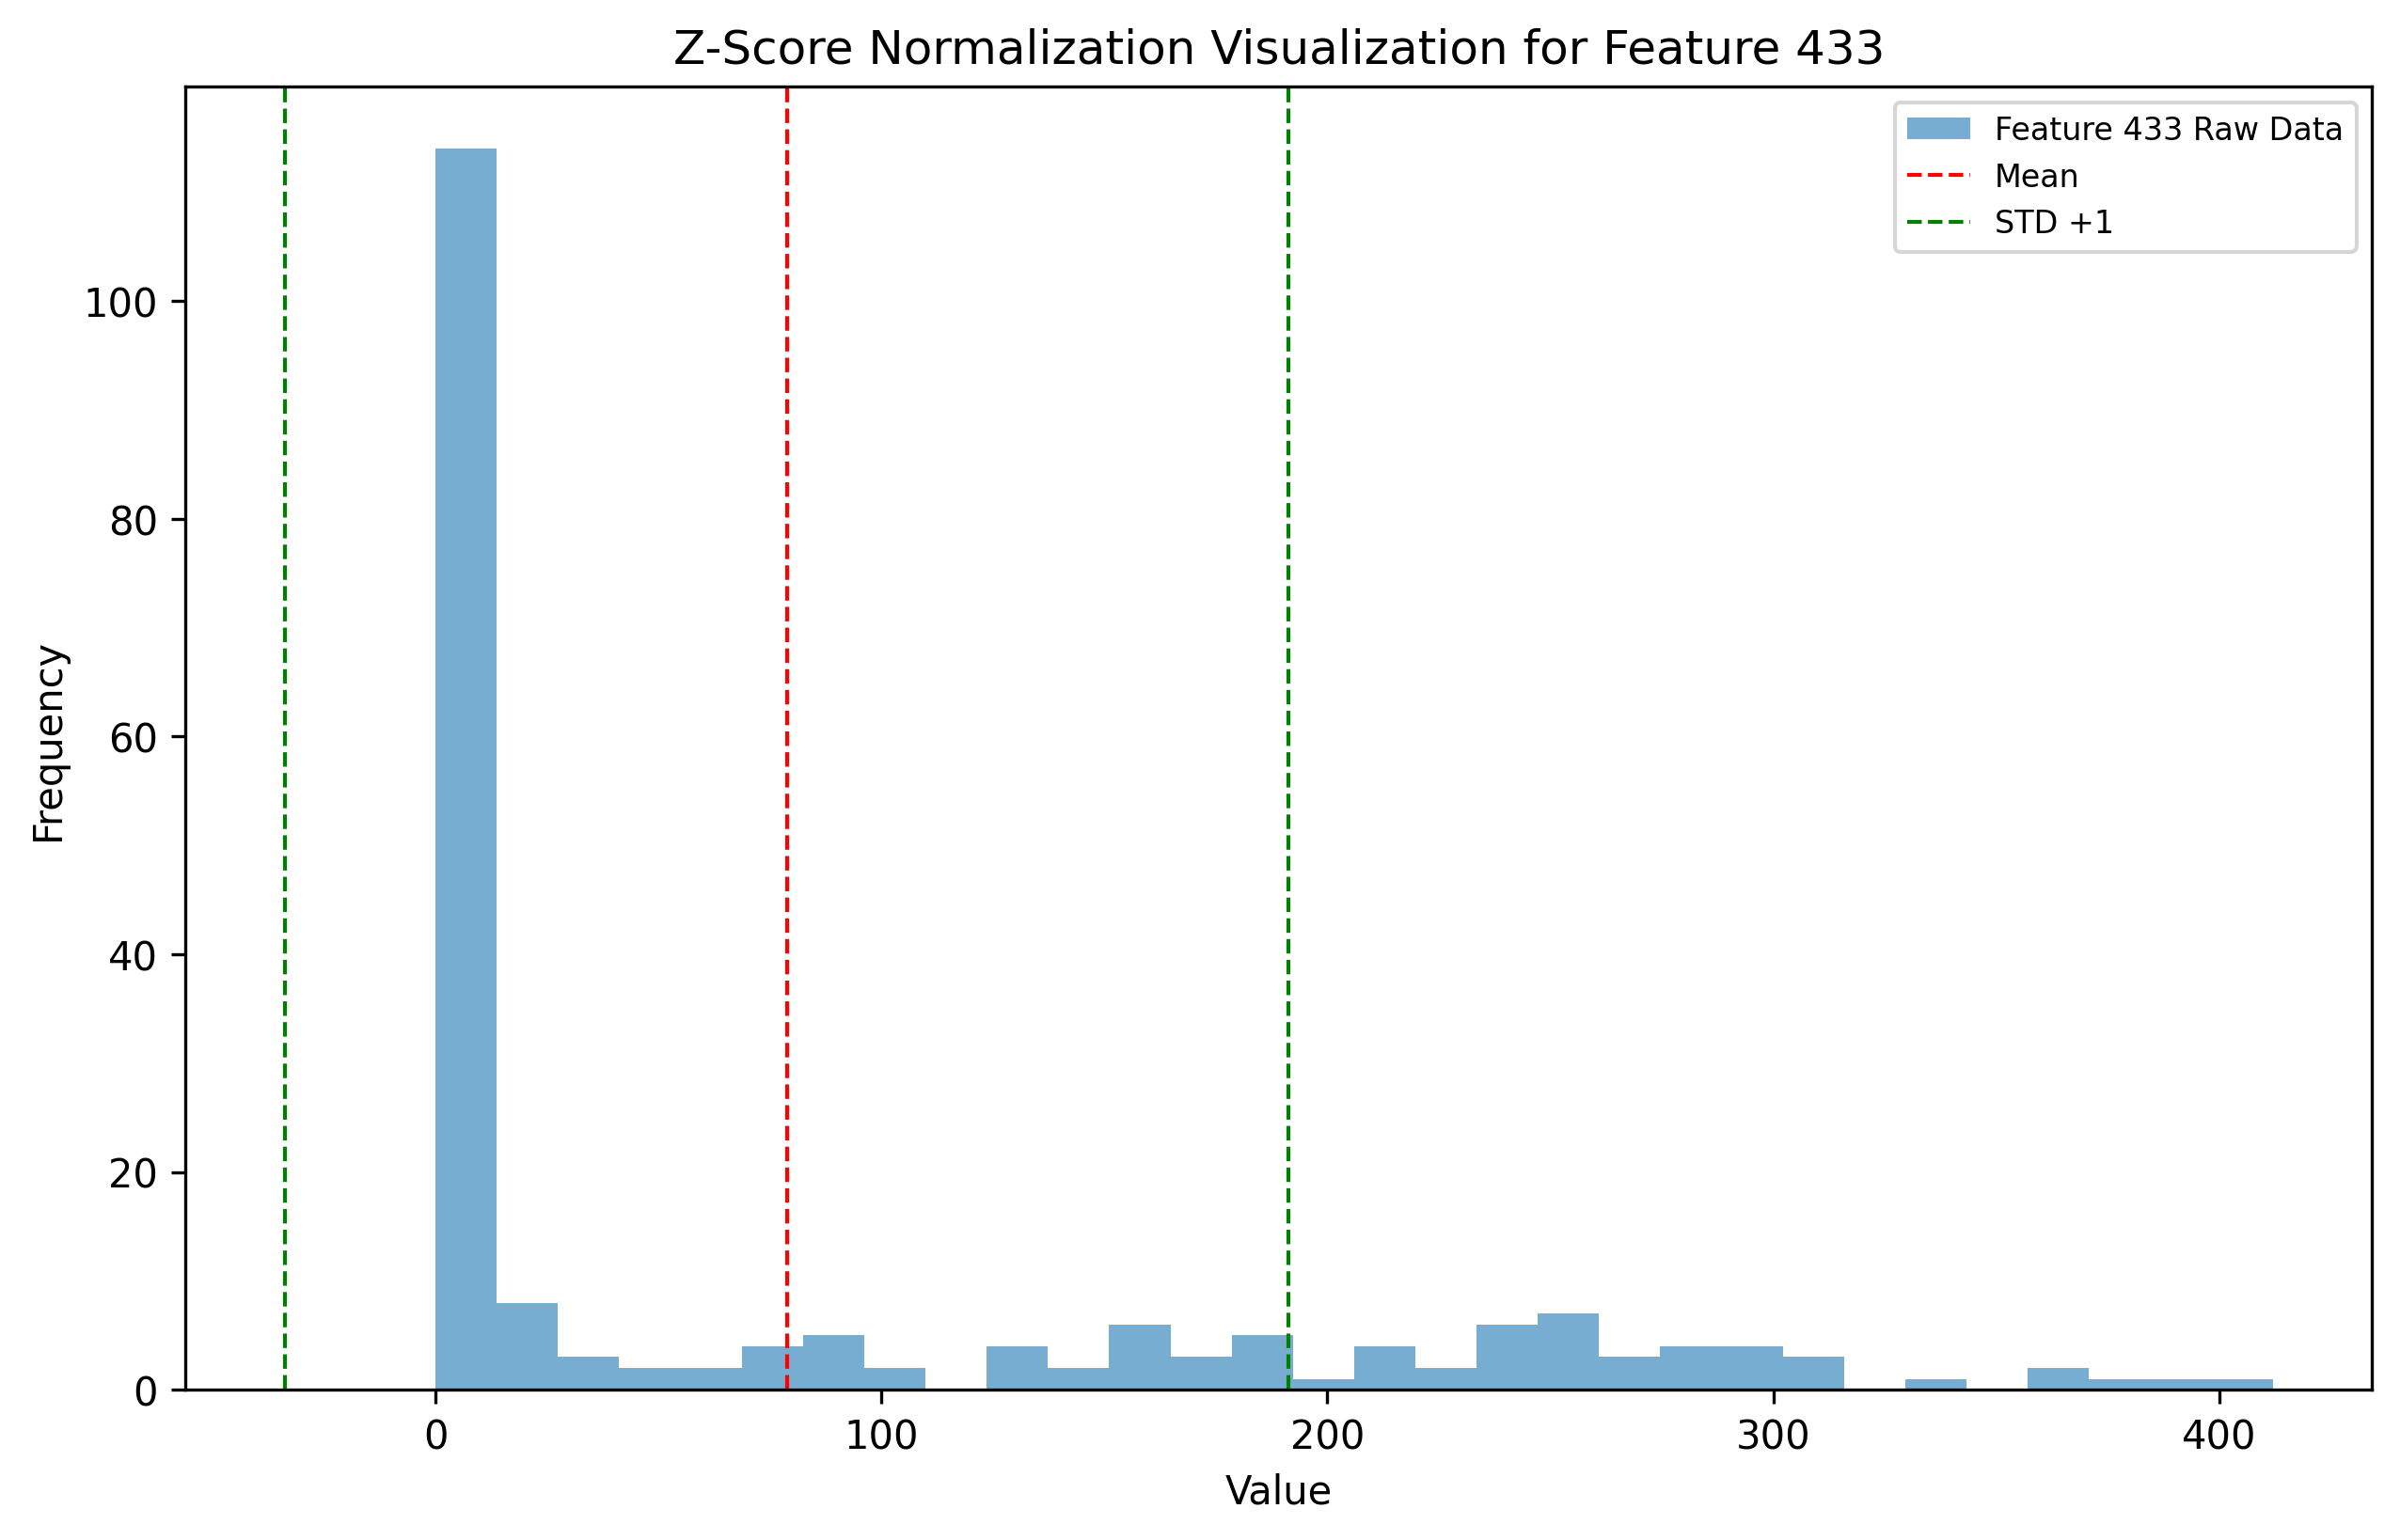 Z-Score Normalization Visualization for Feature 433
Feature 433 Raw Data
Mean
STD +1
100
80
60
40
20
0
Frequency
0 100 200 300 400
Value